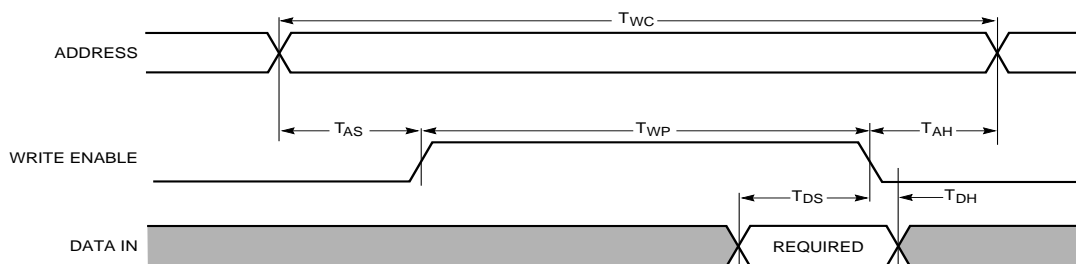 TWC
ADDRESS
TAS
TWP
TAH
WRITE ENABLE
TDS
TDH
DATA IN
REQUIRED